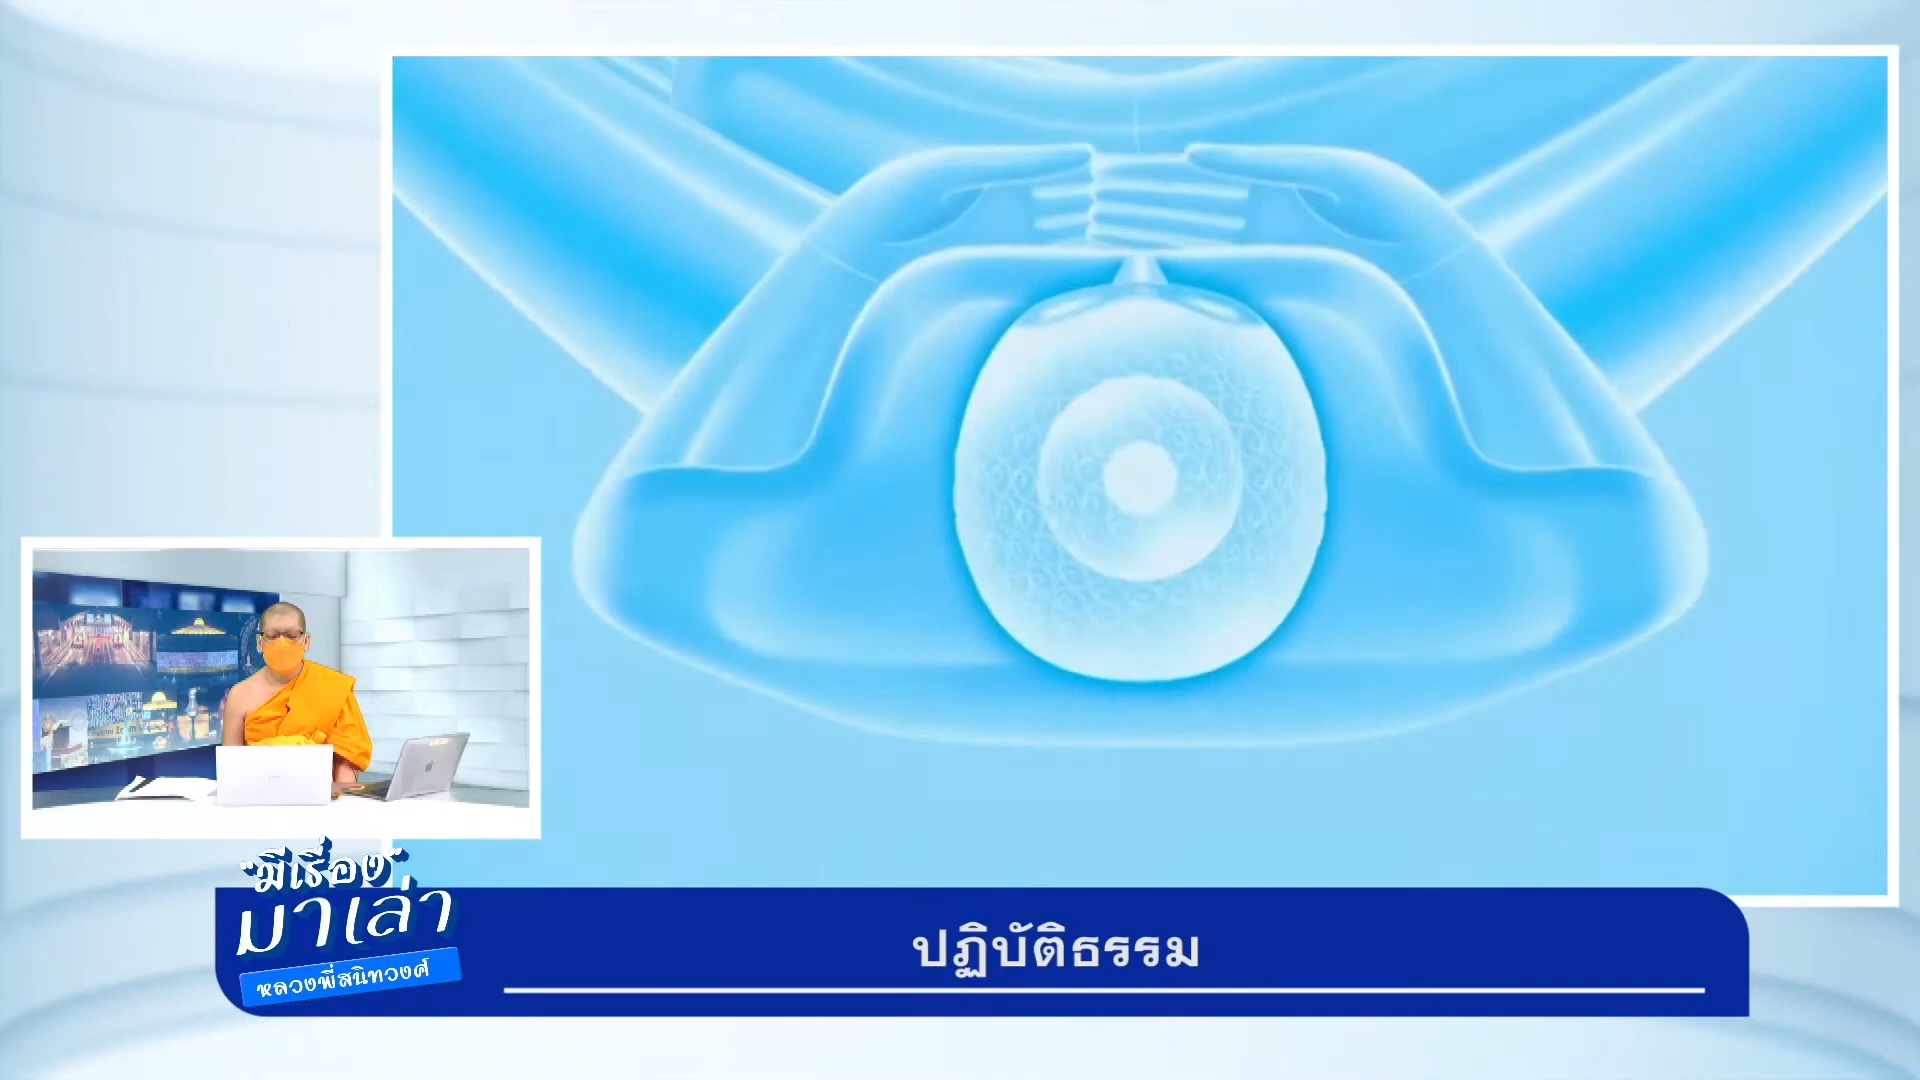 "มีเรื่อง"
มาเล่า
หลวงพี่สนิทวงศ์
ปฏิบัติธรรม